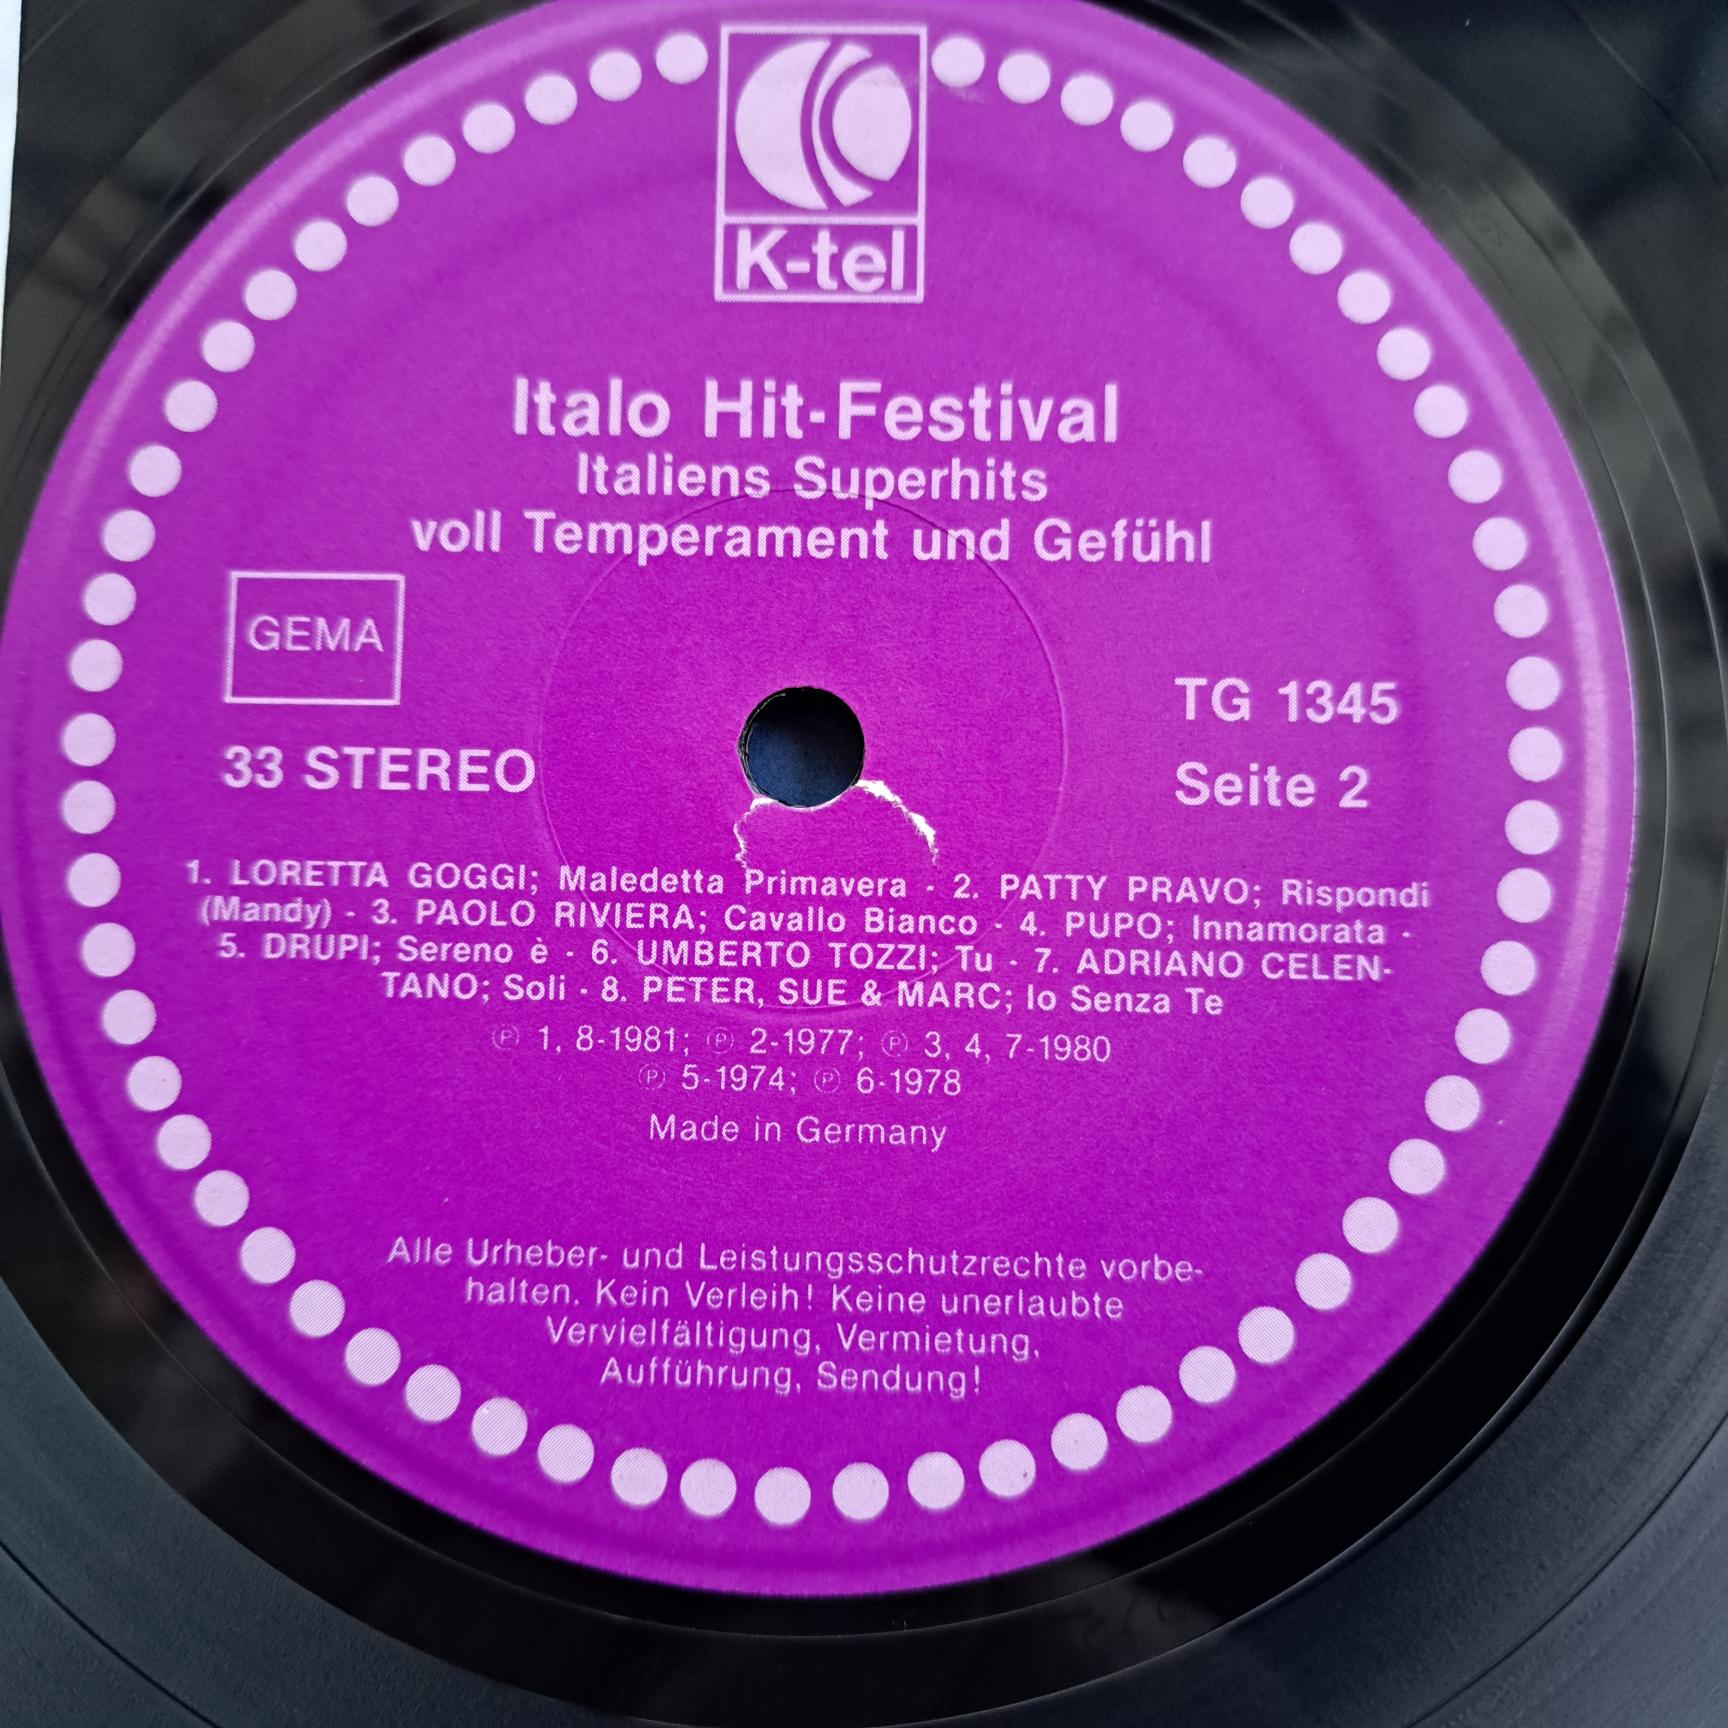 K-tel
Italo Hit-Festival
Italiens Superhits
voll Temperament und Gefühl
GEMA
TG 1345
33 STEREO
Seite 2
1. LORETTA GOGGI; Maledetta Primavera - 2. PATTY PRAVO; Rispondi
(Mandy) - 3. PAOLO RIVIERA; Cavallo Bianco - 4. PUPO; Innamorata -
5. DRUPI; Sereno è - 6. UMBERTO TOZZI; Tu - 7. ADRIANO CELEN-
TANO; Soli - 8. PETER, SUE & MARC; Io Senza Te
Ⓟ 1, 8-1981; Ⓟ 2-1977; Ⓟ 3, 4, 7-1980
Ⓟ 5-1974; Ⓟ 6-1978
Made in Germany
Alle Urheber- und Leistungsschutzrechte vorbe-
halten. Kein Verleih! Keine unerlaubte
Vervielfältigung, Vermietung,
Aufführung, Sendung!